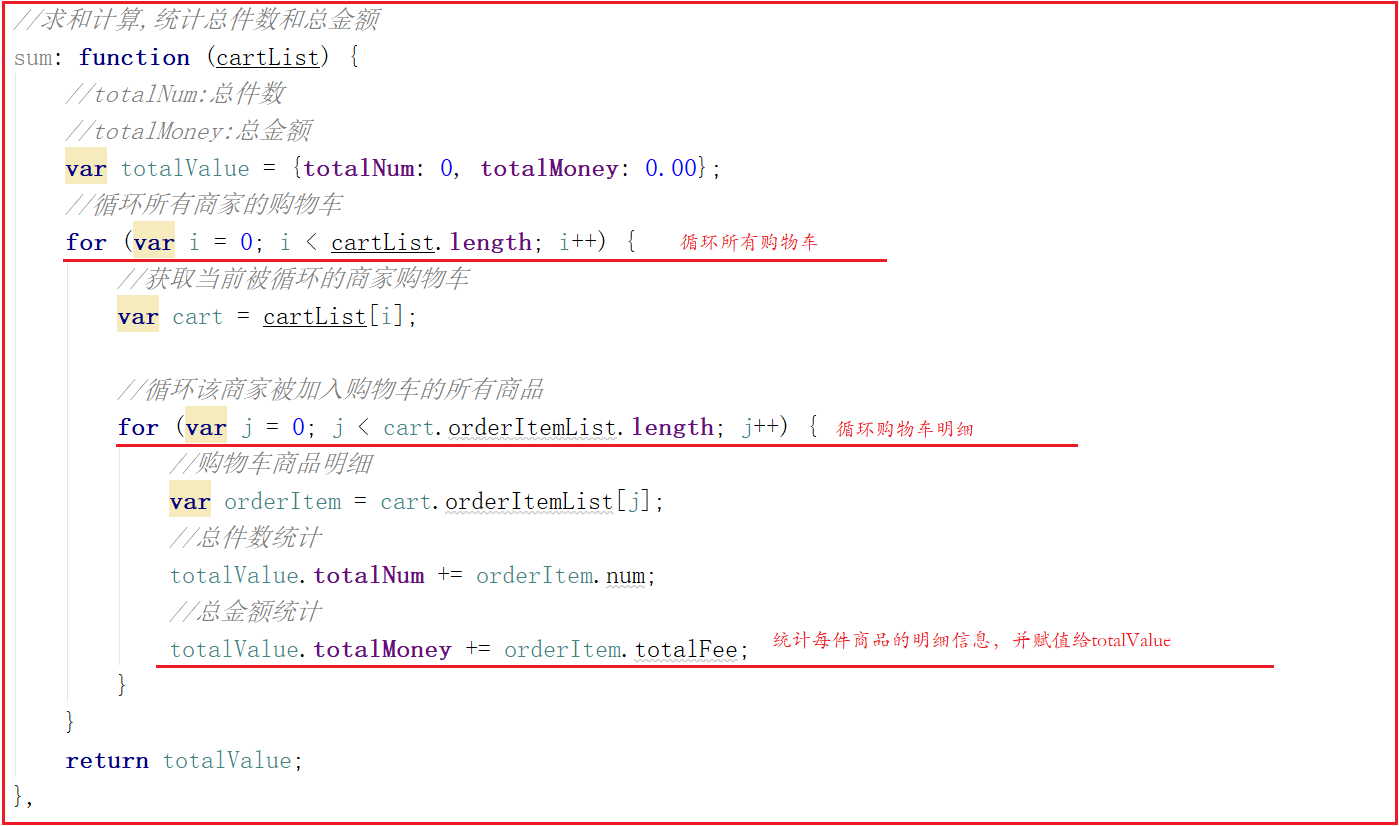 //求和计算,统计总件数和总金额
sum: function (cartList) {
//totalNum:总件数
//totalMoney:总金额
var totalValue = {totalNum: 0, totalMoney: 0.00};
//循环所有商家的购物车
for (var i = 0; i < cartList.length; i++) { 循环所有购物车
//获取当前被循环的商家购物车
var cart = cartList[i];
//循环该商家被加入购物车的所有商品
for (var j = 0; j < cart.orderItemList.length; j++) { 循环购物车明细
//购物车商品明细
var orderItem = cart.orderItemList[j];
//总件数统计
totalValue.totalNum += orderItem.num;
//总金额统计
totalValue.totalMoney += orderItem.totalFee; 统计每件商品的明细信息，并赋值给totalValue
}
}
return totalValue;
},